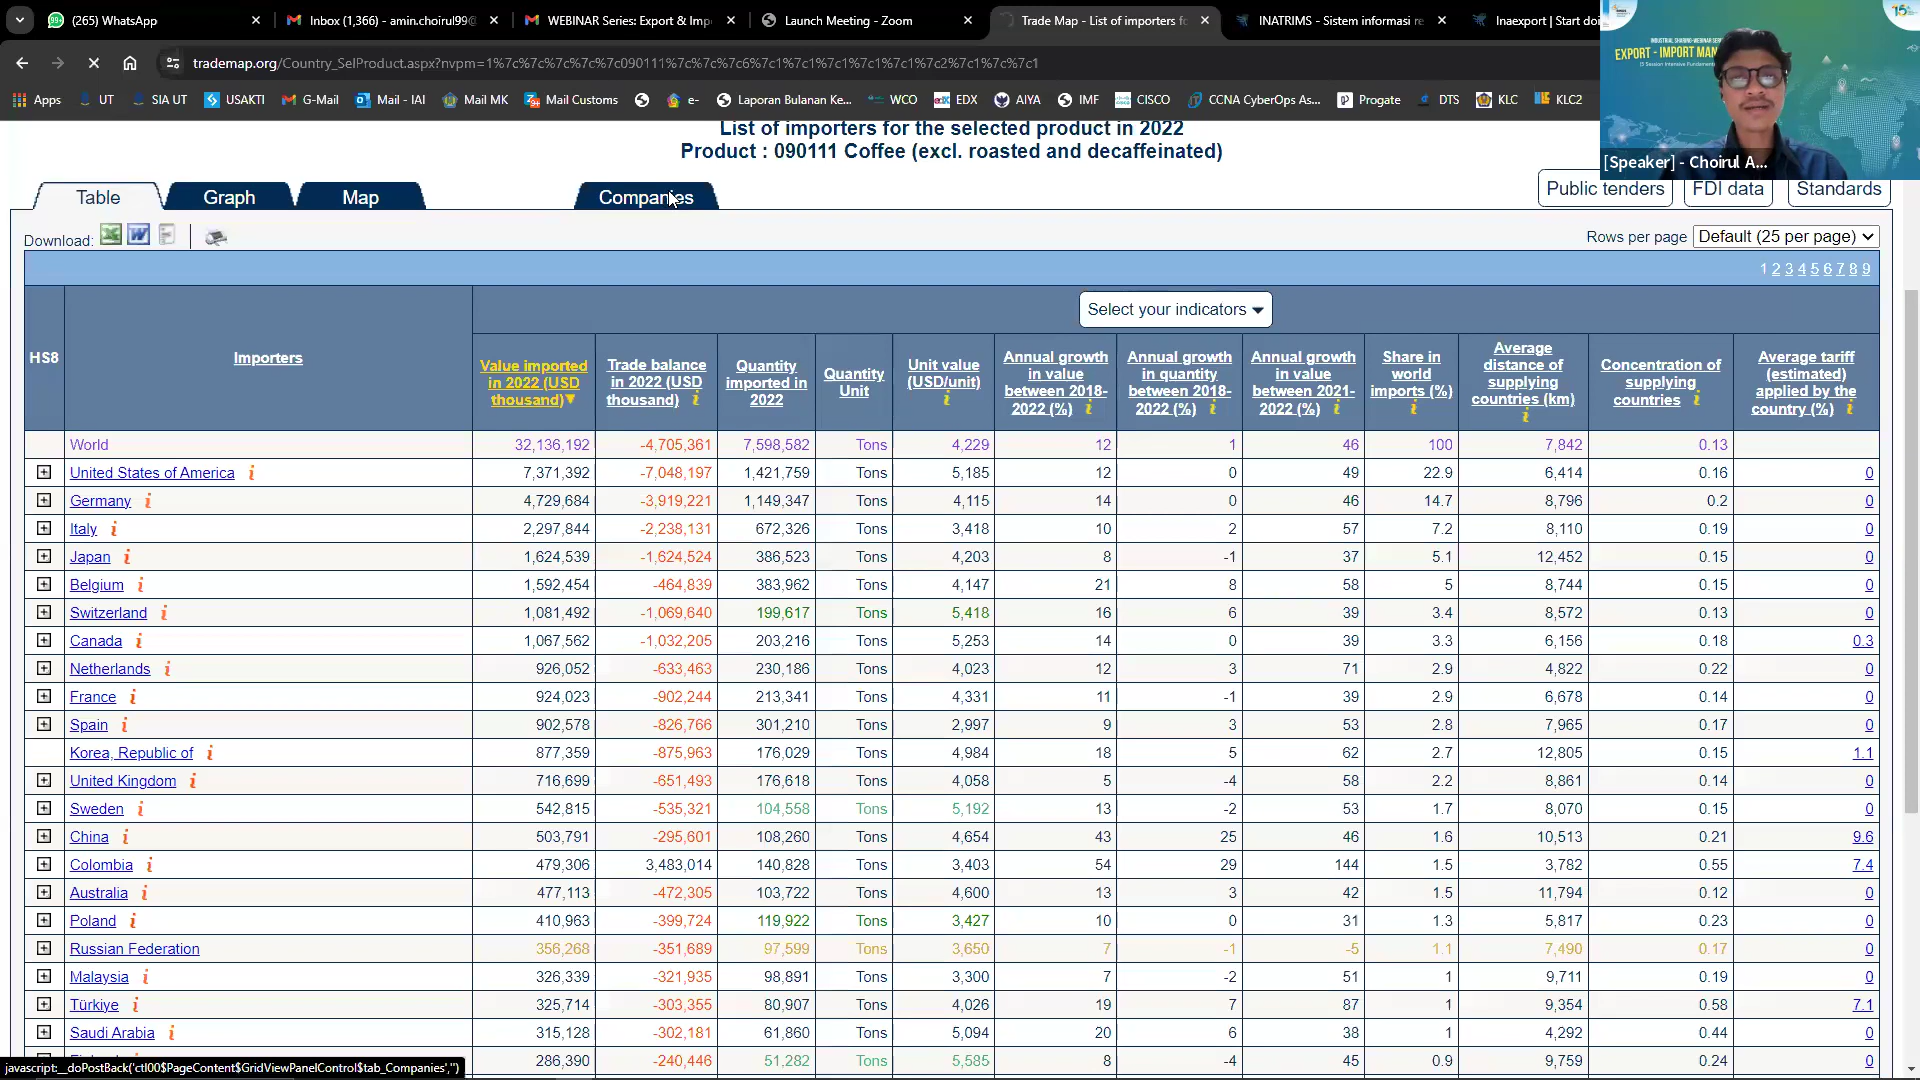 (265) WhatsApp
Inbox (1,366) - amin.choirul99@
WEBINAR Series: Export & Imp
Launch Meeting - Zoom
Trade Map - List of importers fo
INATRIMS - Sistem informasi re
Inaexport | Start doi
trademap.org/Country_SelProduct.aspx?nvpm=1%7c%7c%7c%7c%7c090111%7c%7c%7c6%7c1%7c1%7c1%7c1%7c1%7c2%7c1%7c%7c1
Apps UT SIA UT USAKTI G-Mail Mail - IAI Mail MK Mail Customs e- Laporan Bulanan Ke... WCO EDX AIYA IMF CISCO CCNA CyberOps As... Progate DTS KLC KLC2
EXPORT - IMPORT MAN
[Speaker] - Choirul A...
List of importers for the selected product in 2022
Product : 090111 Coffee (excl. roasted and decaffeinated)
Table Graph Map Companies Public tenders FDI data Standards
Download: Rows per page Default (25 per page)
1 2 3 4 5 6 7 8 9
Select your indicators
HS8 Importers Value imported in 2022 (USD thousand)▼ Trade balance in 2022 (USD thousand) i Quantity imported in 2022 Quantity Unit Unit value (USD/unit) i Annual growth in value between 2018-2022 (%) i Annual growth in quantity between 2018-2022 (%) i Annual growth in value between 2021-2022 (%) i Share in world imports (%) i Average distance of supplying countries (km) i Concentration of supplying countries i Average tariff (estimated) applied by the country (%) i
World 32,136,192 -4,705,361 7,598,582 Tons 4,229 12 1 46 100 7,842 0.13
United States of America i 7,371,392 -7,048,197 1,421,759 Tons 5,185 12 0 49 22.9 6,414 0.16 0
Germany i 4,729,684 -3,919,221 1,149,347 Tons 4,115 14 0 46 14.7 8,796 0.2 0
Italy i 2,297,844 -2,238,131 672,326 Tons 3,418 10 2 57 7.2 8,110 0.19 0
Japan i 1,624,539 -1,624,524 386,523 Tons 4,203 8 -1 37 5.1 12,452 0.15 0
Belgium i 1,592,454 -464,839 383,962 Tons 4,147 21 8 58 5 8,744 0.15 0
Switzerland i 1,081,492 -1,069,640 199,617 Tons 5,418 16 6 39 3.4 8,572 0.13 0
Canada i 1,067,562 -1,032,205 203,216 Tons 5,253 14 0 39 3.3 6,156 0.18 0.3
Netherlands i 926,052 -633,463 230,186 Tons 4,023 12 3 71 2.9 4,822 0.22 0
France i 924,023 -902,244 213,341 Tons 4,331 11 -1 39 2.9 6,678 0.14 0
Spain i 902,578 -826,766 301,210 Tons 2,997 9 3 53 2.8 7,965 0.17 0
Korea, Republic of i 877,359 -875,963 176,029 Tons 4,984 18 5 62 2.7 12,805 0.15 1.1
United Kingdom i 716,699 -651,493 176,618 Tons 4,058 5 -4 58 2.2 8,861 0.14 0
Sweden i 542,815 -535,321 104,558 Tons 5,192 13 -2 53 1.7 8,070 0.15 0
China i 503,791 -295,601 108,260 Tons 4,654 43 25 46 1.6 10,513 0.21 9.6
Colombia i 479,306 3,483,014 140,828 Tons 3,403 54 29 144 1.5 3,782 0.55 7.4
Australia i 477,113 -472,305 103,722 Tons 4,600 13 3 42 1.5 11,794 0.12 0
Poland i 410,963 -399,724 119,922 Tons 3,427 10 0 31 1.3 5,817 0.23 0
Russian Federation 356,268 -351,689 97,599 Tons 3,650 7 -1 -5 1.1 7,490 0.17 0
Malaysia i 326,339 -321,935 98,891 Tons 3,300 7 -2 51 1 9,711 0.19 0
Türkiye i 325,714 -303,355 80,907 Tons 4,026 19 7 87 1 9,354 0.58 7.1
Saudi Arabia i 315,128 -302,181 61,860 Tons 5,094 20 6 38 1 4,292 0.44 0
286,390 -240,446 51,282 Tons 5,585 8 -4 45 0.9 9,759 0.24 0
javascript:__doPostBack('ctl00$PageContent$GridViewPanelControl$tab_Companies','')